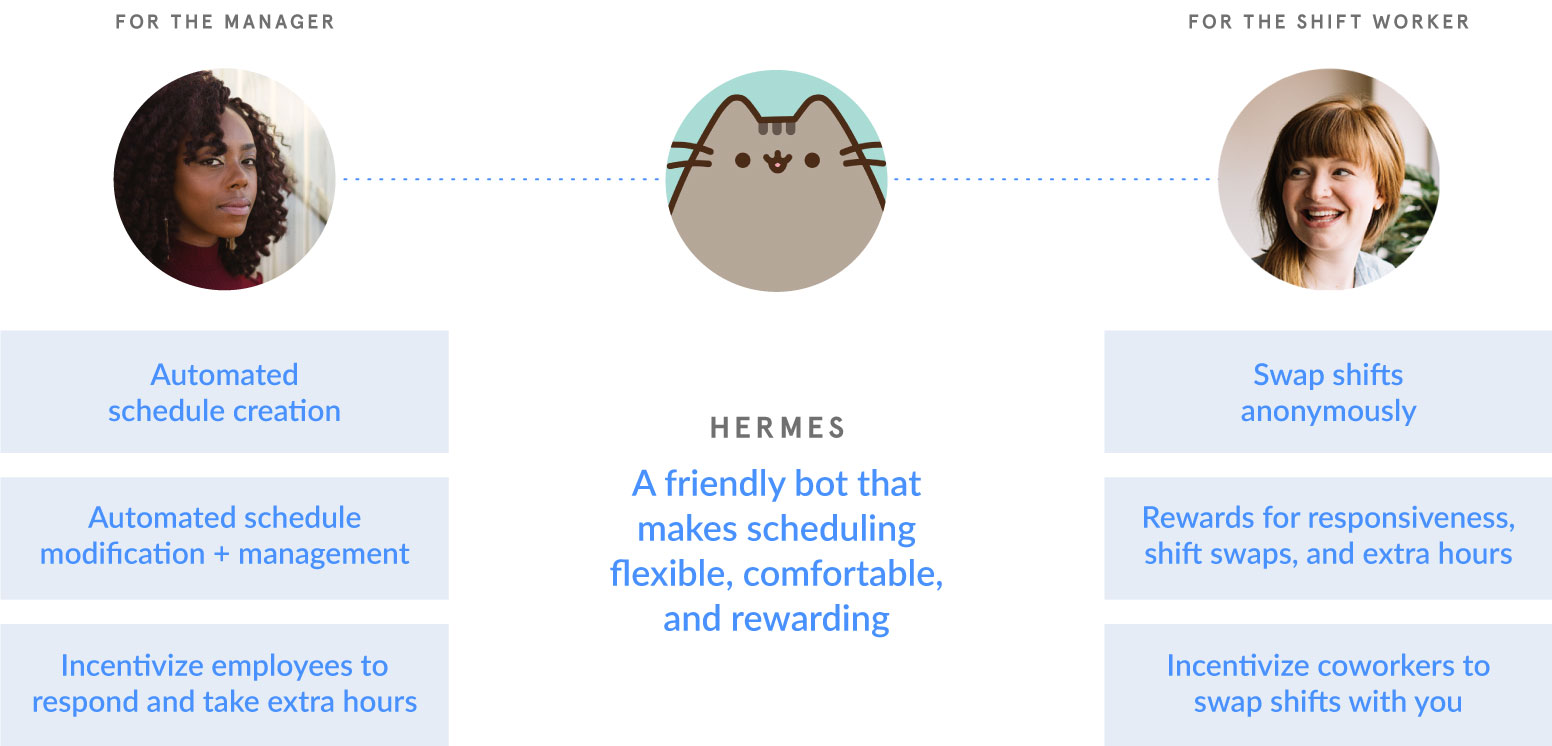 FOR THE MANAGER
FOR THE SHIFT WORKER
Automated
schedule creation
Automated schedule
modification + management
Incentivize employees to
respond and take extra hours
HERMES
A friendly bot that
makes scheduling
flexible, comfortable,
and rewarding
Swap shifts
anonymously
Rewards for responsiveness,
shift swaps, and extra hours
Incentivize coworkers to
swap shifts with you